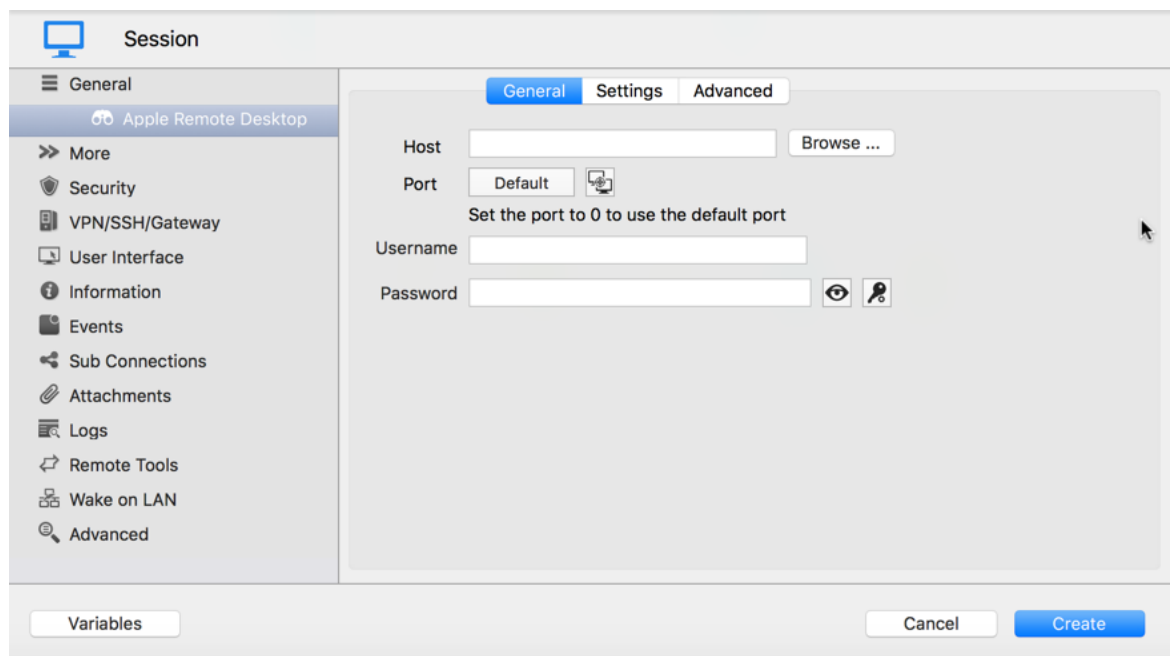 Session
General
Apple Remote Desktop
More
Security
VPN/SSH/Gateway
User Interface
Information
Events
Sub Connections
Attachments
Logs
Remote Tools
Wake on LAN
Advanced
General Settings Advanced
Host Browse ...
Port Default
Set the port to 0 to use the default port
Username
Password
Variables Cancel Create